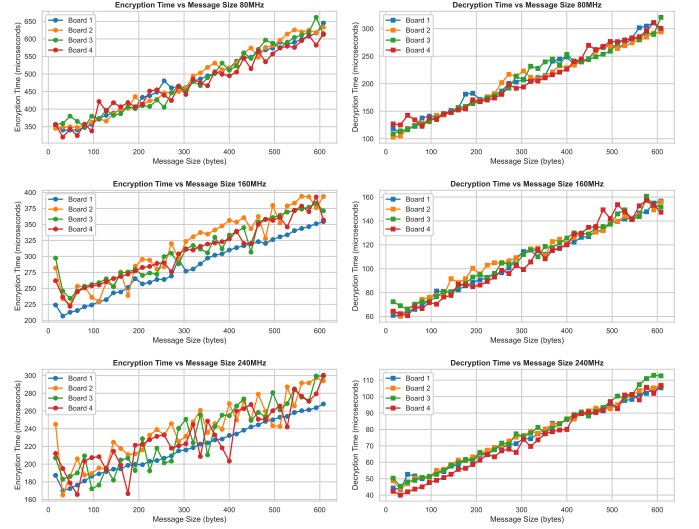 Encryption Time vs Message Size 80MHz
Encryption Time (microseconds)
650
600
550
500
450
400
350
Board 1
Board 2
Board 3
Board 4
0
100
200
300
400
500
600
Message Size (bytes)
Decryption Time vs Message Size 80MHz
Decryption Time (microseconds)
300
250
200
150
100
Board 1
Board 2
Board 3
Board 4
0
100
200
300
400
500
600
Message Size (bytes)
Encryption Time vs Message Size 160MHz
Encryption Time (microseconds)
400
375
350
325
300
275
250
225
200
Board 1
Board 2
Board 3
Board 4
0
100
200
300
400
500
600
Message Size (bytes)
Decryption Time vs Message Size 160MHz
Decryption Time (microseconds)
160
140
120
100
80
60
Board 1
Board 2
Board 3
Board 4
0
100
200
300
400
500
600
Message Size (bytes)
Encryption Time vs Message Size 240MHz
Encryption Time (microseconds)
300
280
260
240
220
200
180
160
Board 1
Board 2
Board 3
Board 4
0
100
200
300
400
500
600
Message Size (bytes)
Decryption Time vs Message Size 240MHz
Decryption Time (microseconds)
110
100
90
80
70
60
50
40
Board 1
Board 2
Board 3
Board 4
0
100
200
300
400
500
600
Message Size (bytes)